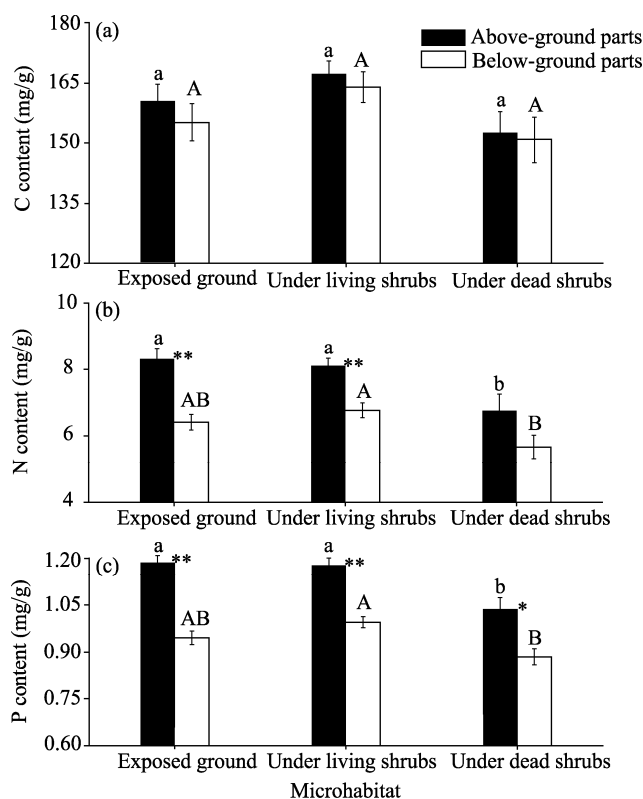 (a)
Above-ground parts
Below-ground parts
C content (mg/g)
180
165
150
135
120
a A
a A
a A
Exposed ground Under living shrubs Under dead shrubs
(b)
N content (mg/g)
10
8
6
4
a ** AB
a ** A
b B
Exposed ground Under living shrubs Under dead shrubs
(c)
P content (mg/g)
1.20
1.05
0.90
0.75
0.60
a ** AB
a ** A
b * B
Exposed ground Under living shrubs Under dead shrubs
Microhabitat